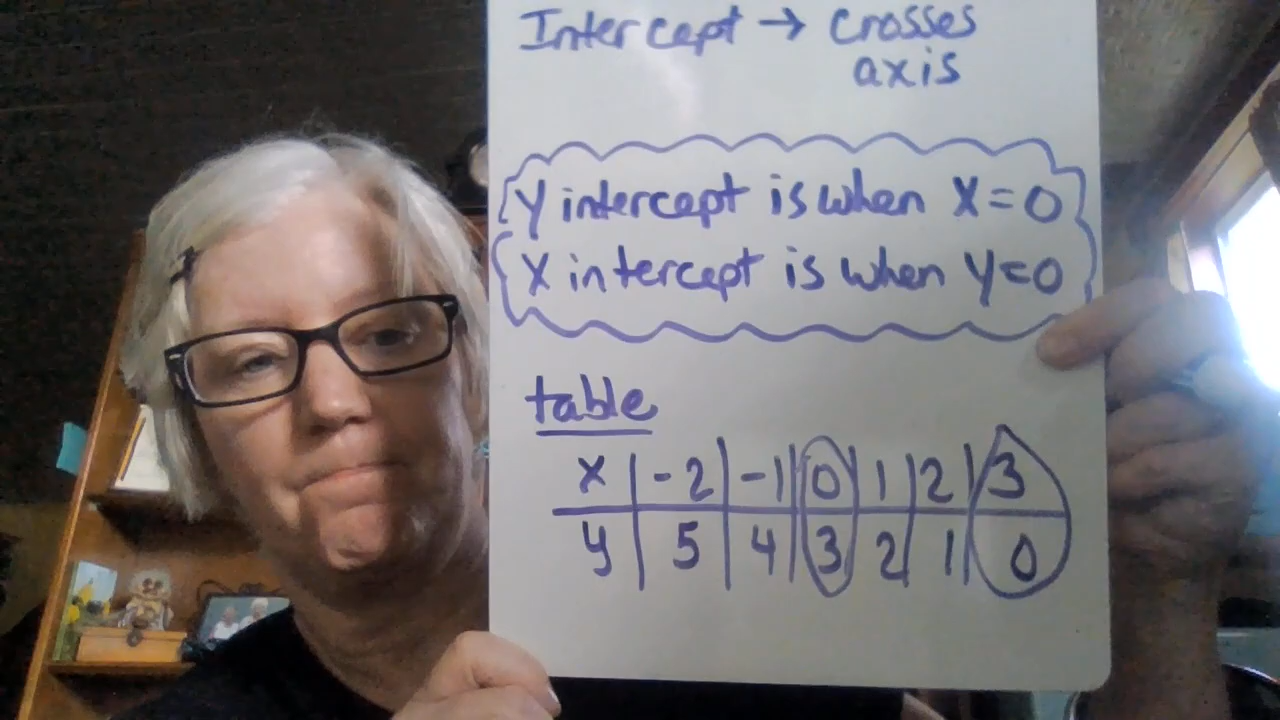 Intercept → crosses
axis
y intercept is when x=0
x intercept is when y=0
table
x | -2 | -1 | 0 | 1 | 2 | 3
y | 5 | 4 | 3 | 2 | 1 | 0